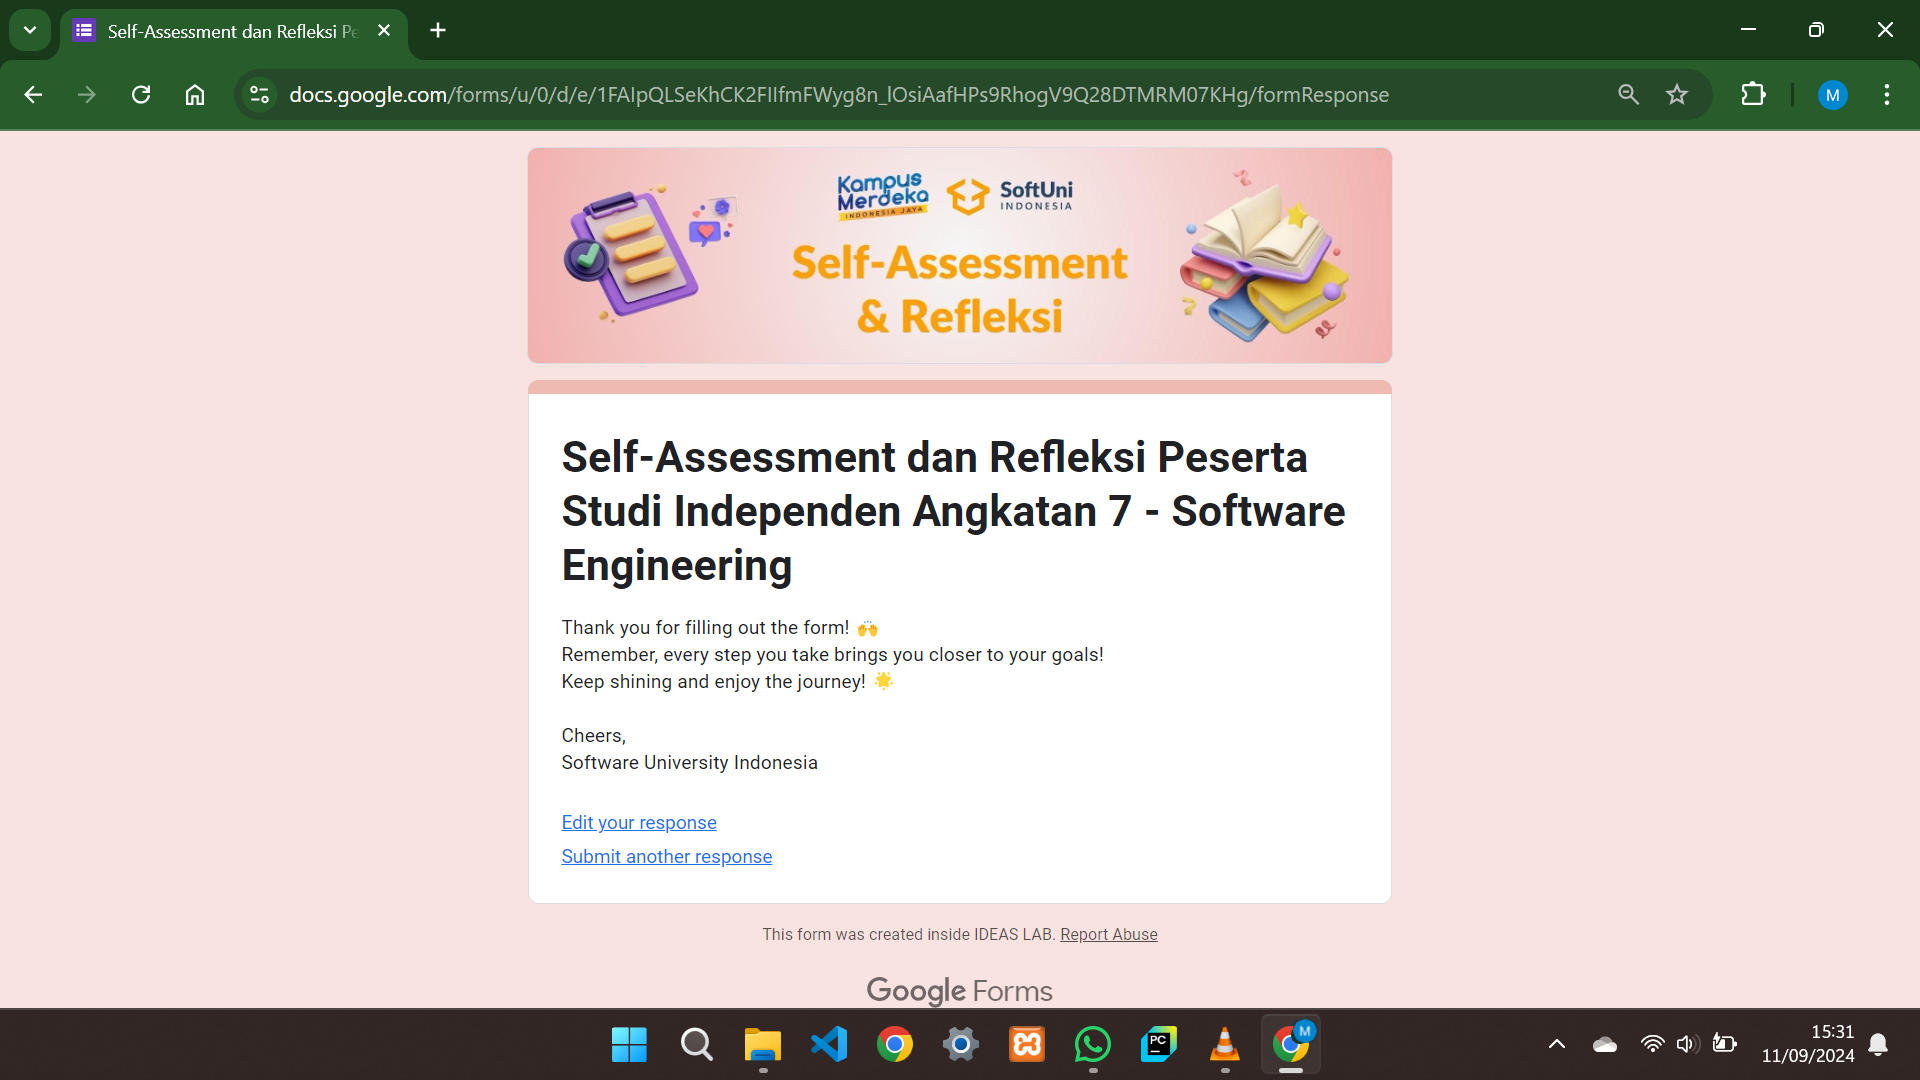 Self-Assessment dan Refleksi Pe
docs.google.com/forms/u/0/d/e/1FAIpQLSeKhCK2FIIfmFWyg8n_lOsiAafHPs9RhogV9Q28DTMRM07KHg/formResponse
M
Kampus
Merdeka
INDONESIA JAYA
SoftUni
INDONESIA
Self-Assessment
& Refleksi
Self-Assessment dan Refleksi Peserta
Studi Independen Angkatan 7 - Software
Engineering
Thank you for filling out the form! 🙌
Remember, every step you take brings you closer to your goals!
Keep shining and enjoy the journey! 🌟
Cheers,
Software University Indonesia
Edit your response
Submit another response
This form was created inside IDEAS LAB. Report Abuse
Google Forms
PC
M
15:31
11/09/2024